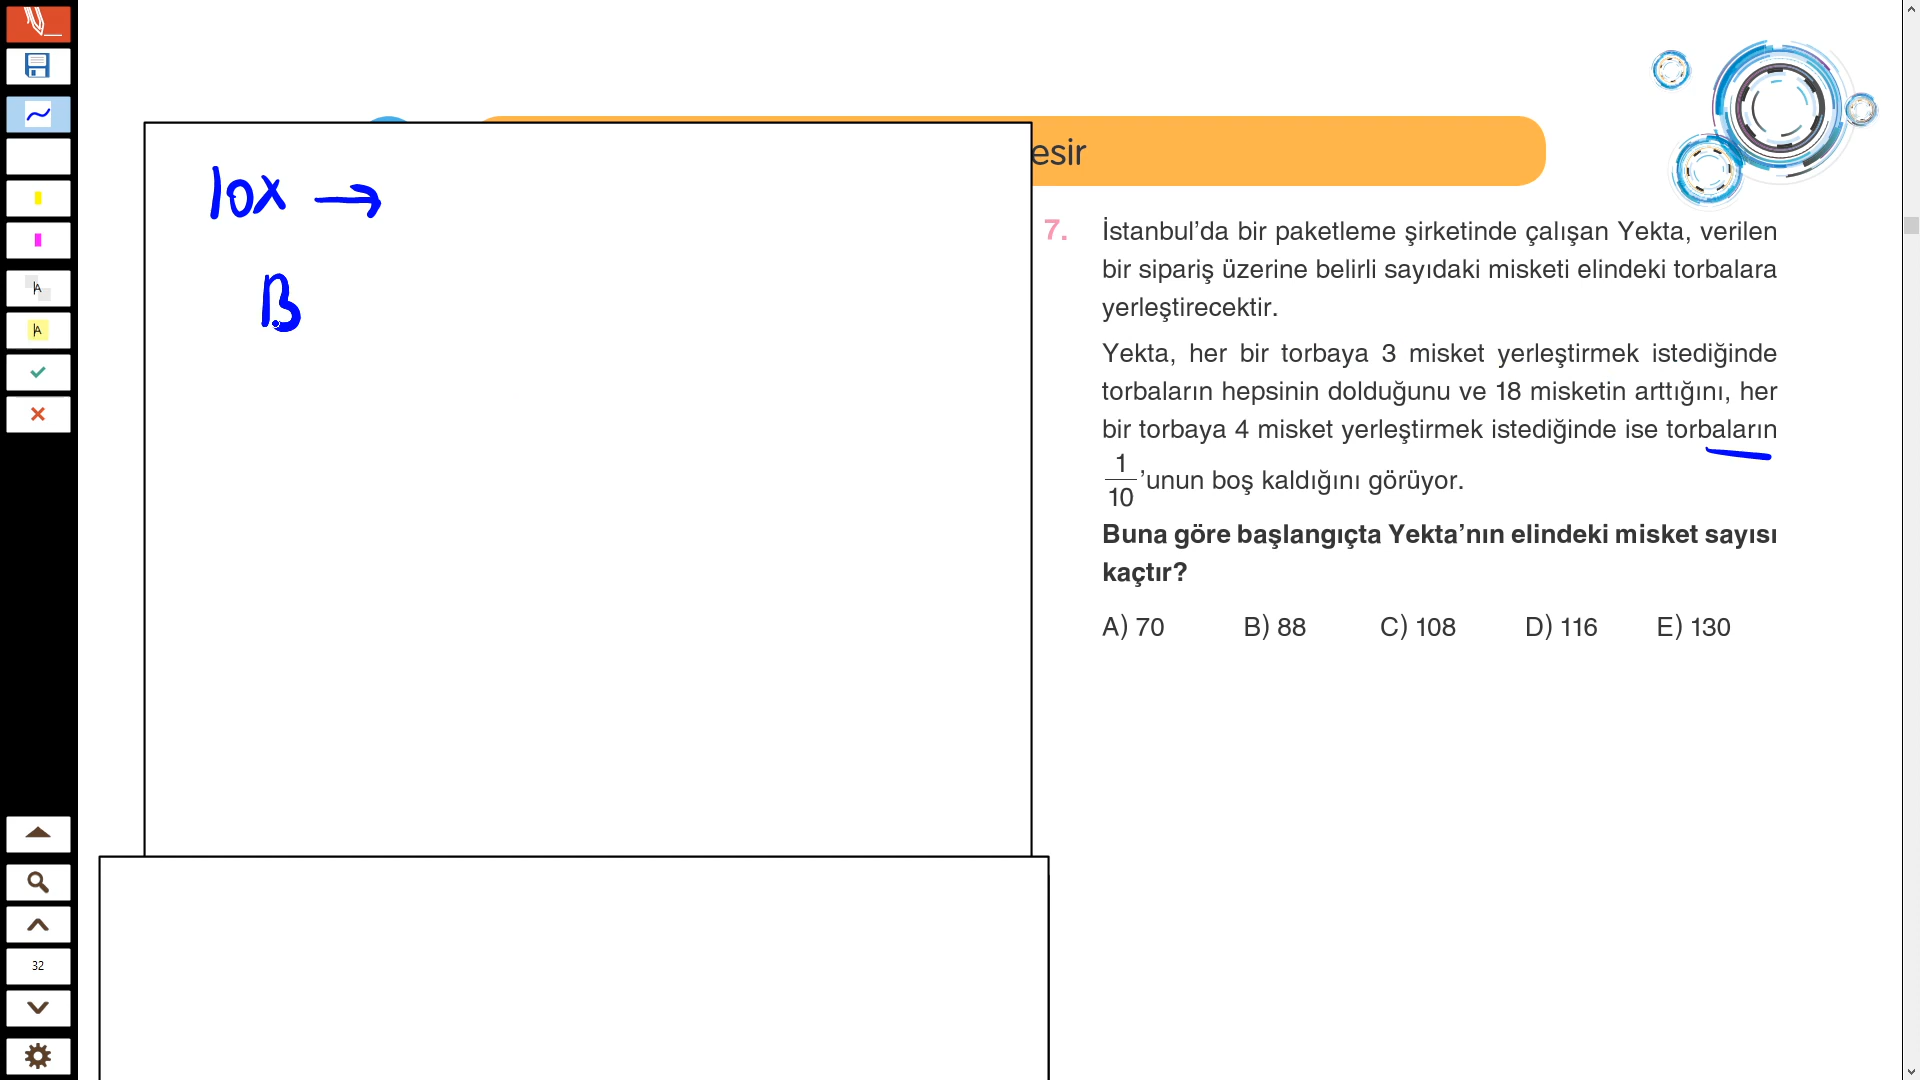 esir
10x →
B
7. İstanbul’da bir paketleme şirketinde çalışan Yekta, verilen
bir sipariş üzerine belirli sayıdaki misketi elindeki torbalara
yerleştirecektir.
Yekta, her bir torbaya 3 misket yerleştirmek istediğinde
torbaların hepsinin dolduğunu ve 18 misketin arttığını, her
bir torbaya 4 misket yerleştirmek istediğinde ise torbaların
1/10 ’unun boş kaldığını görüyor.
Buna göre başlangıçta Yekta’nın elindeki misket sayısı
kaçtır?
A) 70 B) 88 C) 108 D) 116 E) 130
A
A
32